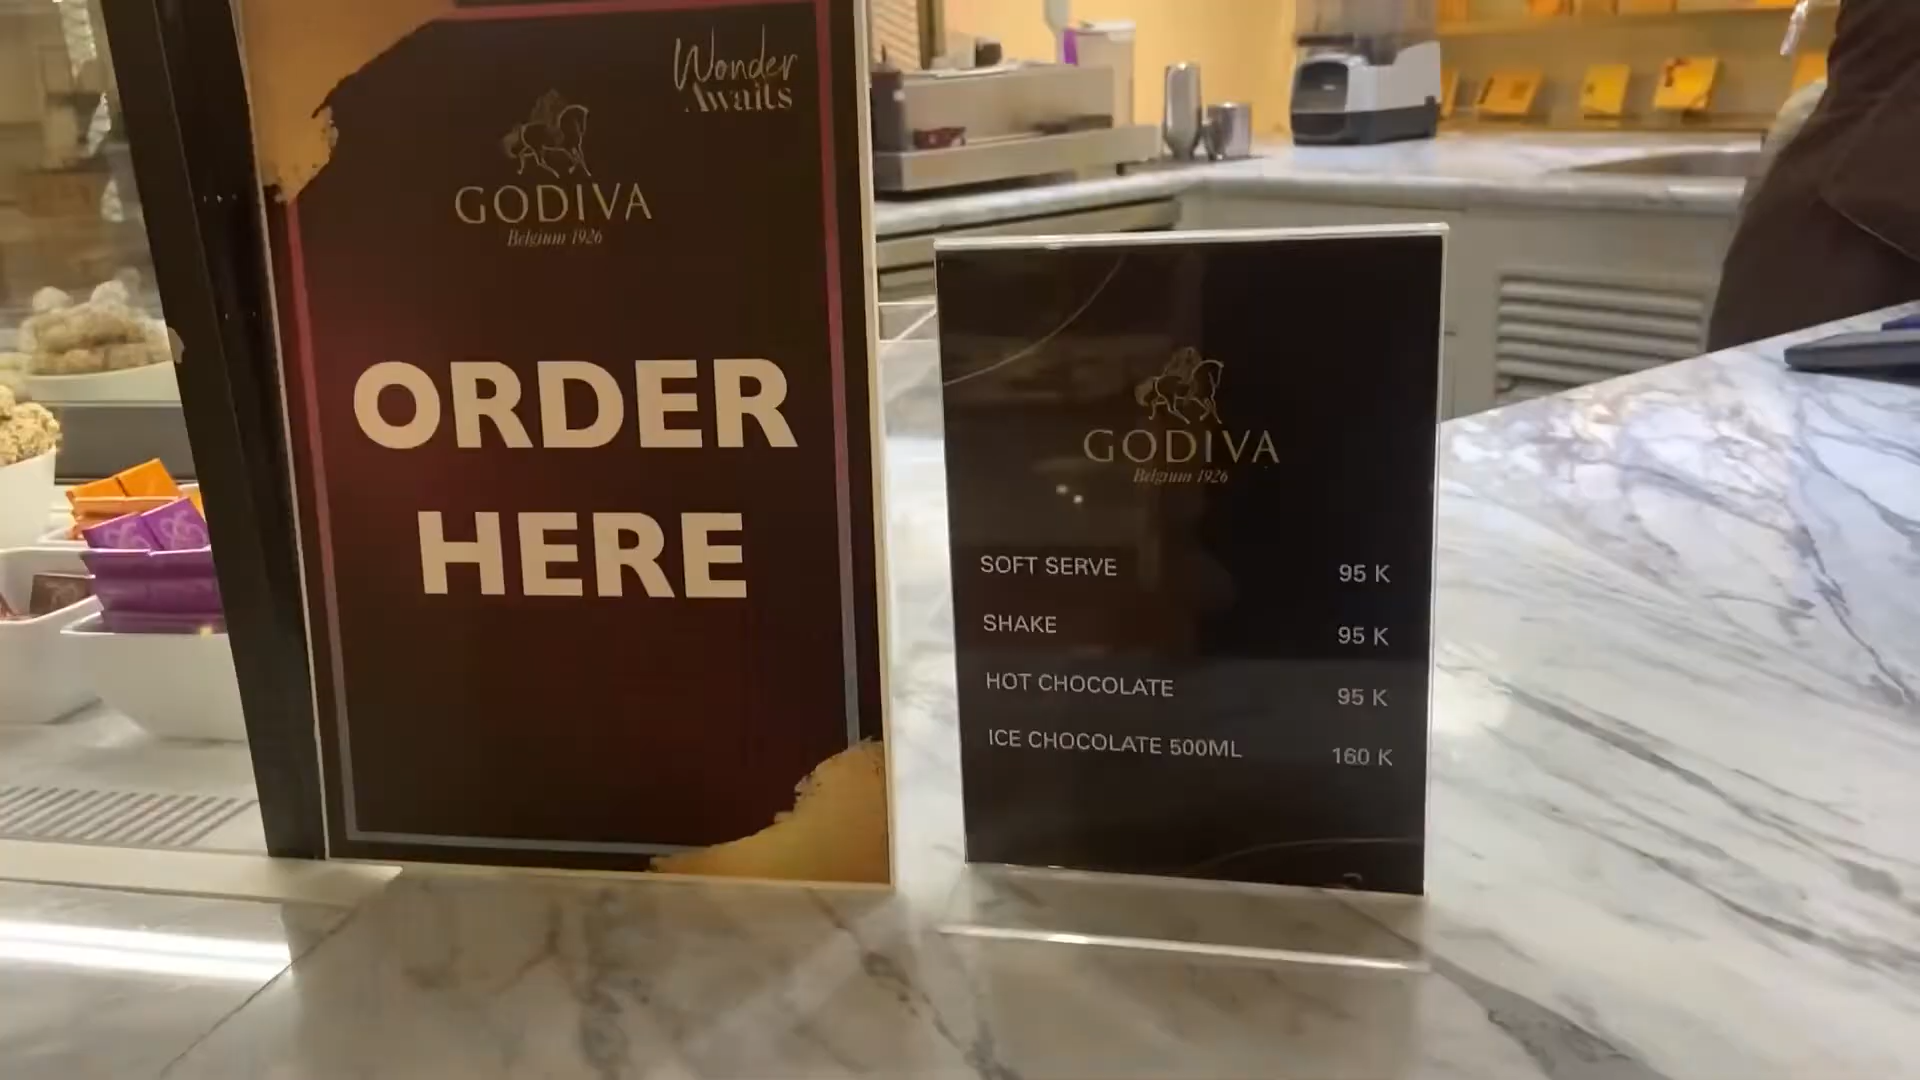 Wonder
Awaits
GODIVA
Belgium 1926
ORDER
HERE
GODIVA
Belgium 1926
SOFT SERVE 95 K
SHAKE 95 K
HOT CHOCOLATE 95 K
ICE CHOCOLATE 500ML 160 K